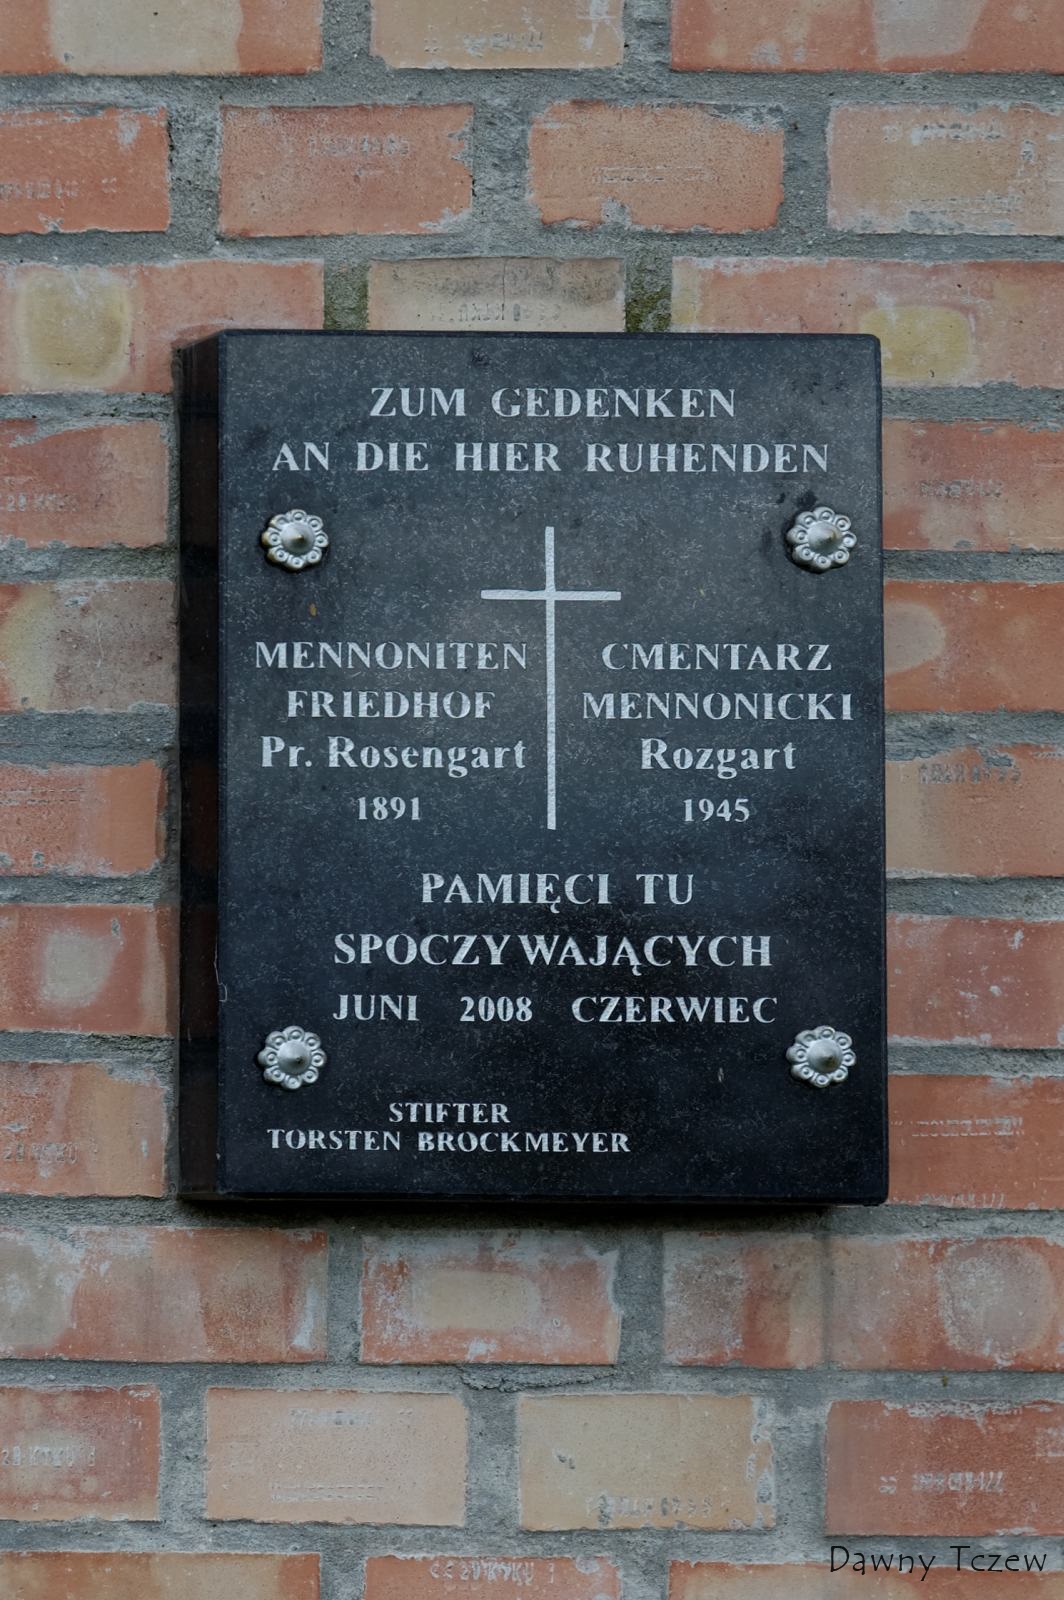 ZUM GEDENKEN
AN DIE HIER RUHENDEN
MENNONITEN
FRIEDHOF
Pr. Rosengart
1891
CMENTARZ
MENNONICKI
Rozgart
1945
PAMIĘCI TU
SPOCZYWAJĄCYCH
JUNI 2008 CZERWIEC
STIFTER
TORSTEN BROCKMEYER
Dawny Tczew